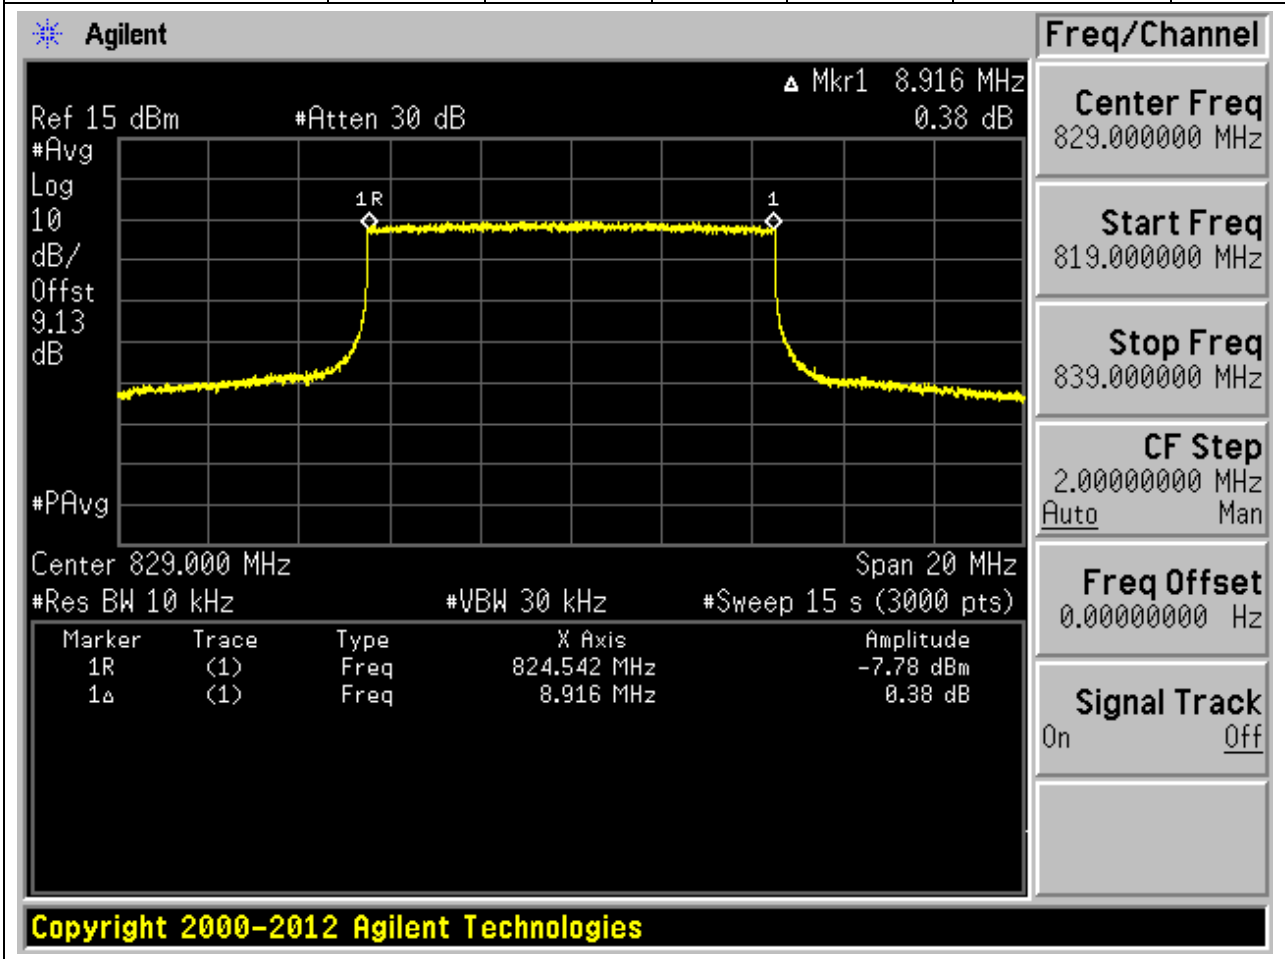 Agilent
Freq/Channel
Δ Mkr1 8.916 MHz
Ref 15 dBm #Atten 30 dB 0.38 dB
#Avg
Log
10
dB/
Offst
9.13
dB
1R
1
#PAvg
Center 829.000 MHz Span 20 MHz
#Res BW 10 kHz #VBW 30 kHz #Sweep 15 s (3000 pts)
Marker Trace Type X Axis Amplitude
1R (1) Freq 824.542 MHz -7.78 dBm
1Δ (1) Freq 8.916 MHz 0.38 dB
Center Freq
829.000000 MHz
Start Freq
819.000000 MHz
Stop Freq
839.000000 MHz
CF Step
2.00000000 MHz
Auto Man
Freq Offset
0.00000000 Hz
Signal Track
On Off
Copyright 2000-2012 Agilent Technologies